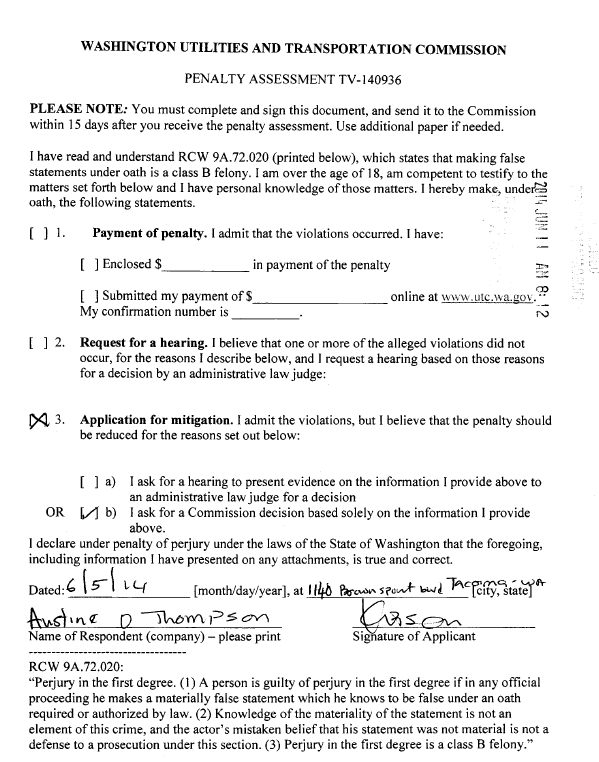 WASHINGTON UTILITIES AND TRANSPORTATION COMMISSION
PENALTY ASSESSMENT TV-140936
PLEASE NOTE: You must complete and sign this document, and send it to the Commission
within 15 days after you receive the penalty assessment. Use additional paper if needed.
I have read and understand RCW 9A.72.020 (printed below), which states that making false
statements under oath is a class B felony. I am over the age of 18, am competent to testify to the
matters set forth below and I have personal knowledge of those matters. I hereby make, under
oath, the following statements.
2014 JUN 11 AM 8:12
[ ] 1. Payment of penalty. I admit that the violations occurred. I have:
[ ] Enclosed $____________ in payment of the penalty
[ ] Submitted my payment of $__________________ online at www.utc.wa.gov.
My confirmation number is _________.
[ ] 2. Request for a hearing. I believe that one or more of the alleged violations did not
occur, for the reasons I describe below, and I request a hearing based on those reasons
for a decision by an administrative law judge:
[X] 3. Application for mitigation. I admit the violations, but I believe that the penalty should
be reduced for the reasons set out below:
[ ] a) I ask for a hearing to present evidence on the information I provide above to
an administrative law judge for a decision
OR [✓] b) I ask for a Commission decision based solely on the information I provide
above.
I declare under penalty of perjury under the laws of the State of Washington that the foregoing,
including information I have presented on any attachments, is true and correct.
Dated: 6/5/14 [month/day/year], at 1140 blvd Tacoma - WA [city, state]
Austine D Thompson
Name of Respondent (company) – please print Signature of Applicant
-----------------------------------
RCW 9A.72.020:
"Perjury in the first degree. (1) A person is guilty of perjury in the first degree if in any official
proceeding he makes a materially false statement which he knows to be false under an oath
required or authorized by law. (2) Knowledge of the materiality of the statement is not an
element of this crime, and the actor's mistaken belief that his statement was not material is not a
defense to a prosecution under this section. (3) Perjury in the first degree is a class B felony."